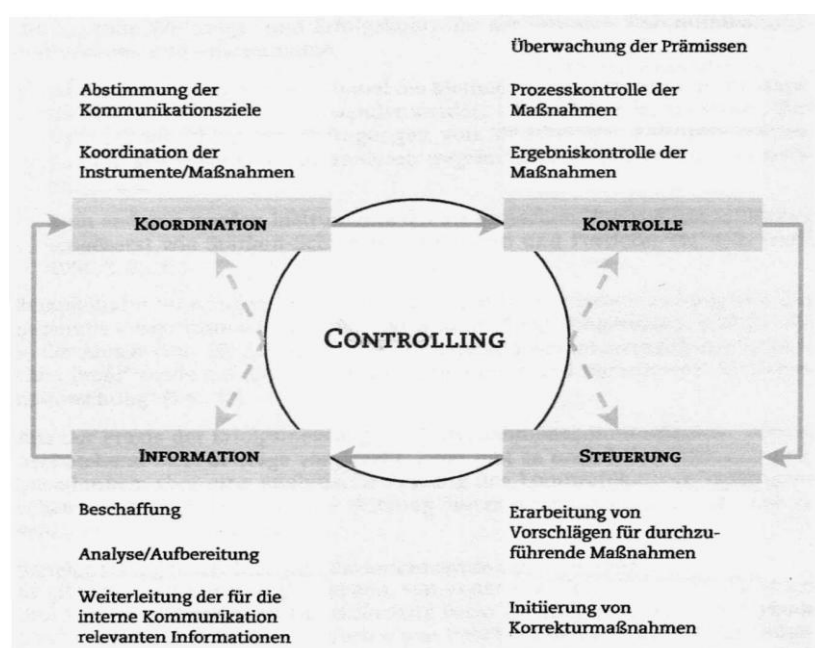 Abstimmung der
Kommunikationsziele
Koordination der
Instrumente/Maßnahmen
Überwachung der Prämissen
Prozesskontrolle der
Maßnahmen
Ergebniskontrolle der
Maßnahmen
KOORDINATION
KONTROLLE
CONTROLLING
INFORMATION
STEUERUNG
Beschaffung
Analyse/Aufbereitung
Weiterleitung der für die
interne Kommunikation
relevanten Informationen
Erarbeitung von
Vorschlägen für durchzu-
führende Maßnahmen
Initiierung von
Korrekturmaßnahmen